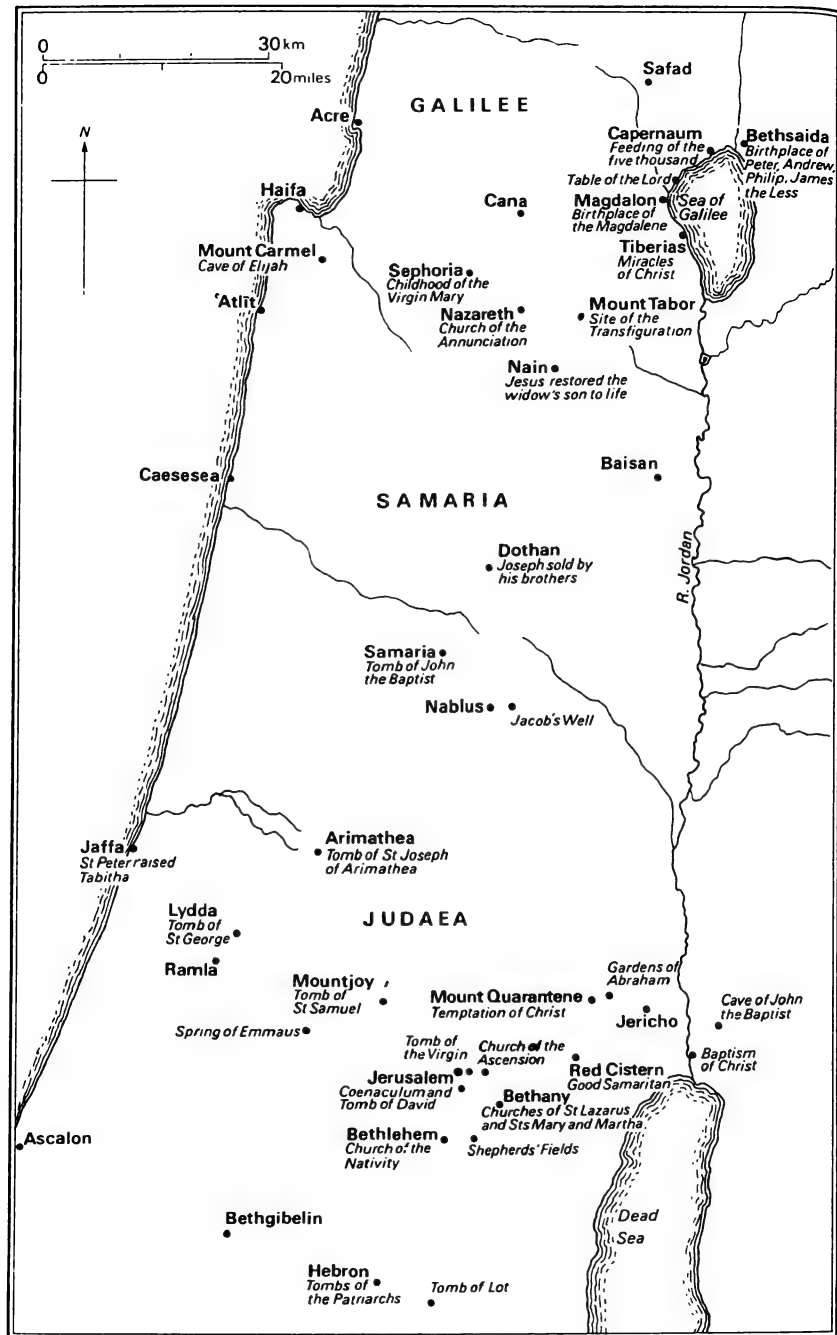 0 30 km
0 20 miles
N
Safad
GALILEE
Acre
Capernaum
Feeding of the
five thousand
Bethsaida
Birthplace of
Peter, Andrew,
Philip, James
the Less
Table of the Lord
Haifa
Cana
Magdalon
Birthplace of
the Magdalene
Sea of
Galilee
Tiberias
Miracles
of Christ
Mount Carmel
Cave of Elijah
Sephoria
Childhood of the
Virgin Mary
ʿAtlīt
Nazareth
Church of the
Annunciation
Mount Tabor
Site of the
Transfiguration
Nain
Jesus restored the
widow's son to life
Caesesea
Baisan
SAMARIA
Dothan
Joseph sold by
his brothers
R. Jordan
Samaria
Tomb of John
the Baptist
Nablus
Jacob's Well
Jaffa
St Peter raised
Tabitha
Arimathea
Tomb of St Joseph
of Arimathea
Lydda
Tomb of
St George
JUDAEA
Ramla
Mountjoy
Tomb of
St Samuel
Mount Quarantene
Temptation of Christ
Gardens of
Abraham
Jericho
Cave of John
the Baptist
Spring of Emmaus
Tomb of
the Virgin
Church of the
Ascension
Red Cistern
Good Samaritan
Baptism
of Christ
Jerusalem
Coenaculum and
Tomb of David
Bethany
Churches of St Lazarus
and Sts Mary and Martha
Ascalon
Bethlehem
Church of the
Nativity
Shepherds' Fields
Bethgibelin
Dead
Sea
Hebron
Tombs of
the Patriarchs
Tomb of Lot